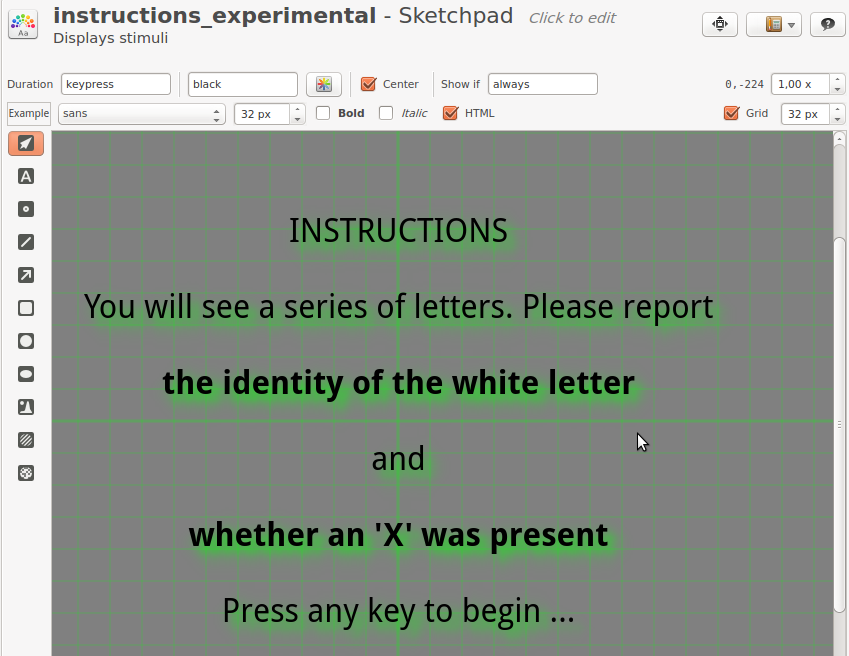 instructions_experimental - Sketchpad Click to edit
Displays stimuli
Duration keypress black Center Show if always 0,-224 1,00 x
Example sans 32 px Bold Italic HTML Grid 32 px
Aa
A
INSTRUCTIONS
You will see a series of letters. Please report
the identity of the white letter
and
whether an 'X' was present
Press any key to begin ...